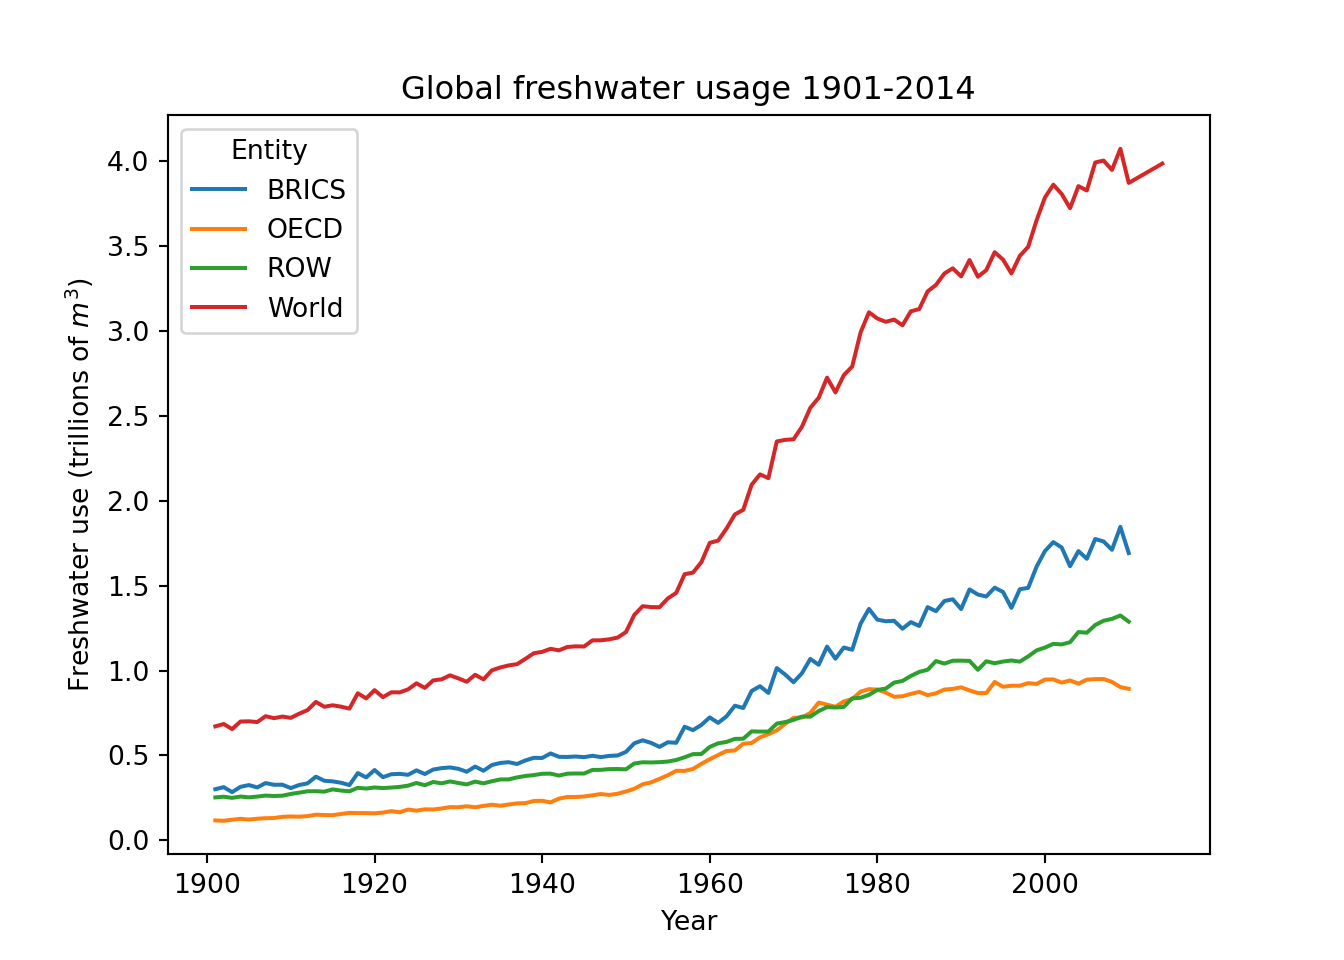 Global freshwater usage 1901-2014
Entity
BRICS
OECD
ROW
World
Freshwater use (trillions of m³)
4.0
3.5
3.0
2.5
2.0
1.5
1.0
0.5
0.0
1900 1920 1940 1960 1980 2000
Year